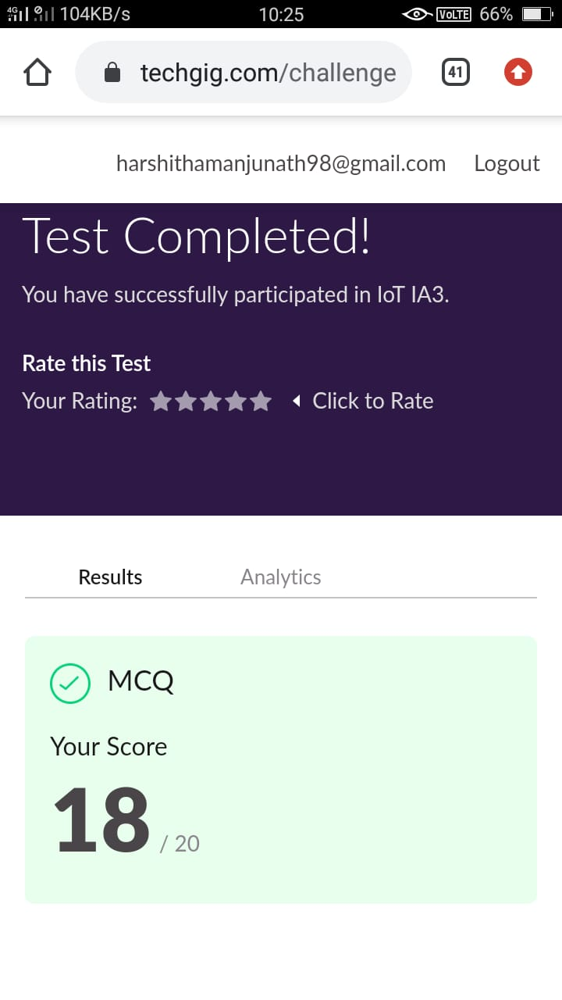 4G 104KB/s 10:25 VoLTE 66%
techgig.com/challenge 41
harshithamanjunath98@gmail.com Logout
Test Completed!
You have successfully participated in IoT IA3.
Rate this Test
Your Rating: Click to Rate
Results Analytics
MCQ
Your Score
18 / 20